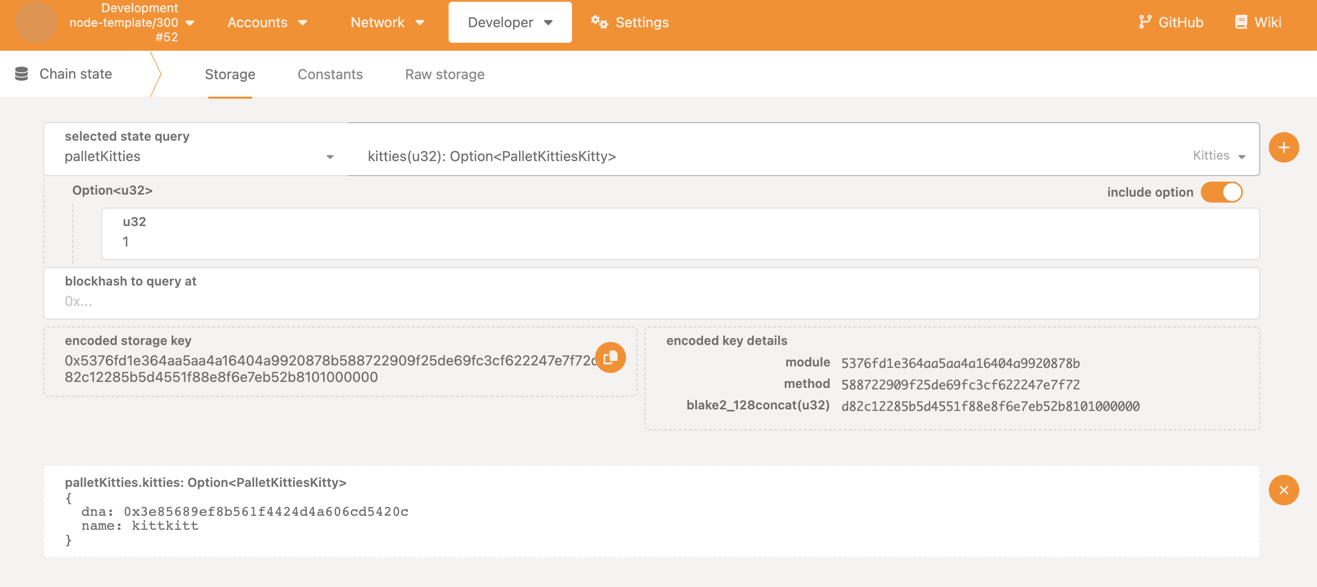 Development
node-template/300
#52
Accounts
Network
Developer
Settings
GitHub
Wiki
Chain state
Storage
Constants
Raw storage
selected state query
palletKitties
kitties(u32): Option<PalletKittiesKitty>
Kitties
Option<u32>
include option
u32
1
blockhash to query at
0x...
encoded storage key
0x5376fd1e364aa5aa4a16404a9920878b588722909f25de69fc3cf622247e7f72d
82c12285b5d4551f88e8f6e7eb52b8101000000
encoded key details
module 5376fd1e364aa5aa4a16404a9920878b
method 588722909f25de69fc3cf622247e7f72
blake2_128concat(u32) d82c12285b5d4551f88e8f6e7eb52b8101000000
palletKitties.kitties: Option<PalletKittiesKitty>
{
dna: 0x3e85689ef8b561f4424d4a606cd5420c
name: kittkitt
}